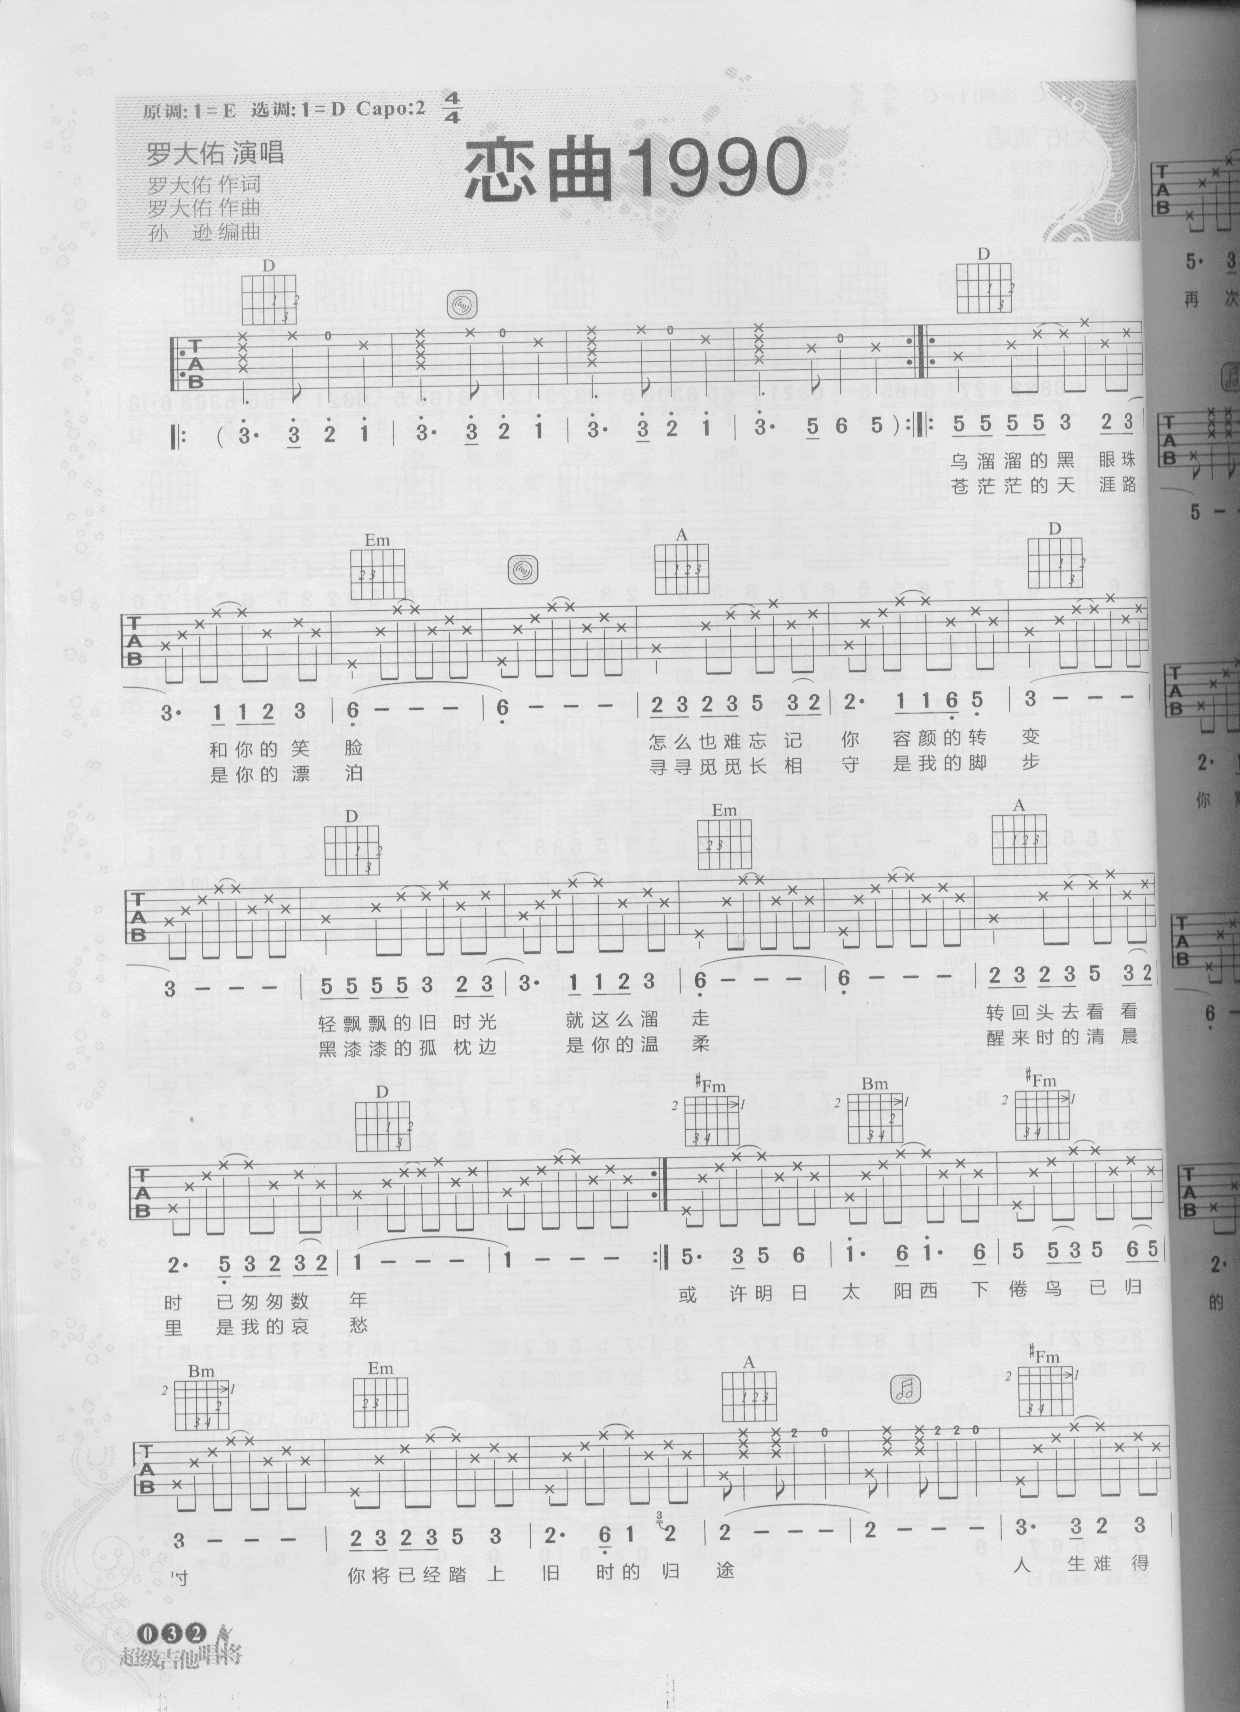 原调:1=E 选调:1=D Capo:2 4/4
恋曲1990
罗大佑 演唱
罗大佑 作词
罗大佑 作曲
孙 逊 编曲
D D
T A B
( 3· 3 2 1 | 3· 3 2 1 | 3· 3 2 1 | 3· 5 6 5 ) 5 5 5 5 3 2 3
乌溜溜的黑 眼珠
苍茫茫的天 涯路
Em A D
T A B
3· 1 1 2 3 | 6 – – – | 6 – – – | 2 3 2 3 5 3 2 | 2· 1 1 6 5 | 3 – – –
和你的笑 脸 怎么也难忘记 你 容颜的转 变
是你的漂 泊 寻寻觅觅长相 守 是我的脚 步
D Em A
T A B
3 – – – | 5 5 5 5 3 2 3 | 3· 1 1 2 3 | 6 – – – | 6 – – – | 2 3 2 3 5 3 2
轻飘飘的旧时光 就这么溜 走 转回头去看看
黑漆漆的孤枕边 是你的温 柔 醒来时的清晨
D #Fm Bm #Fm
T A B
2· 5 3 2 3 2 | 1 – – – | 1 – – – :| 5· 3 5 6 | 1· 6 1· 6 | 5 5 3 5 6 5
时 已匆匆数 年 或 许明日 太 阳西 下 倦鸟已归
里 是我的哀 愁
Bm Em A #Fm
T A B
3 – – – | 2 3 2 3 5 3 | 2· 6 1 3 2 | 2 – – – | 2 – – – | 3· 3 2 3
时 你将已经踏上 旧 时的归 途 人 生难得
032
超级吉他唱将
T A B
5· 3
再 次
T A B
5 –
T A B
2·
你
T A B
6 –
T A B
2·
的